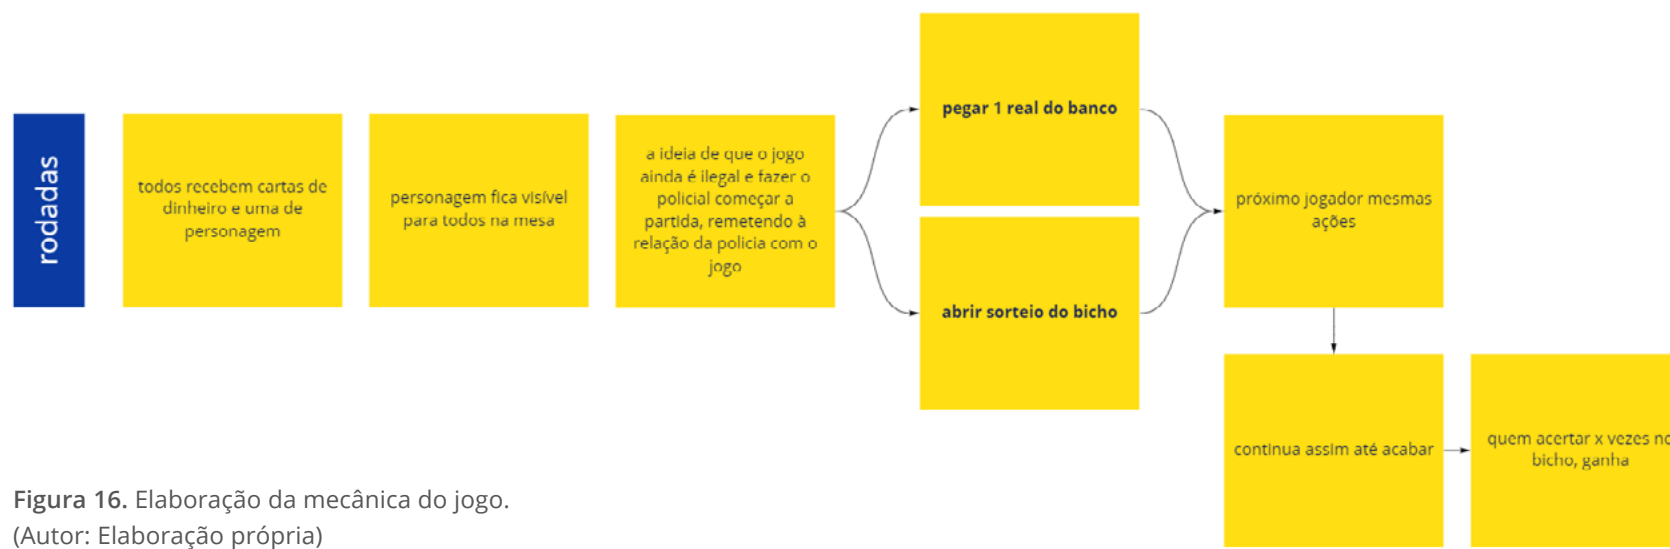 rodadas
todos recebem cartas de
dinheiro e uma de
personagem
personagem fica visível
para todos na mesa
a ideia de que o jogo
ainda é ilegal e fazer o
policial começar a
partida, remetendo à
relação da policia com o
jogo
pegar 1 real do banco
abrir sorteio do bicho
próximo jogador mesmas
ações
continua assim até acabar
quem acertar x vezes no
bicho, ganha
Figura 16. Elaboração da mecânica do jogo.
(Autor: Elaboração própria)